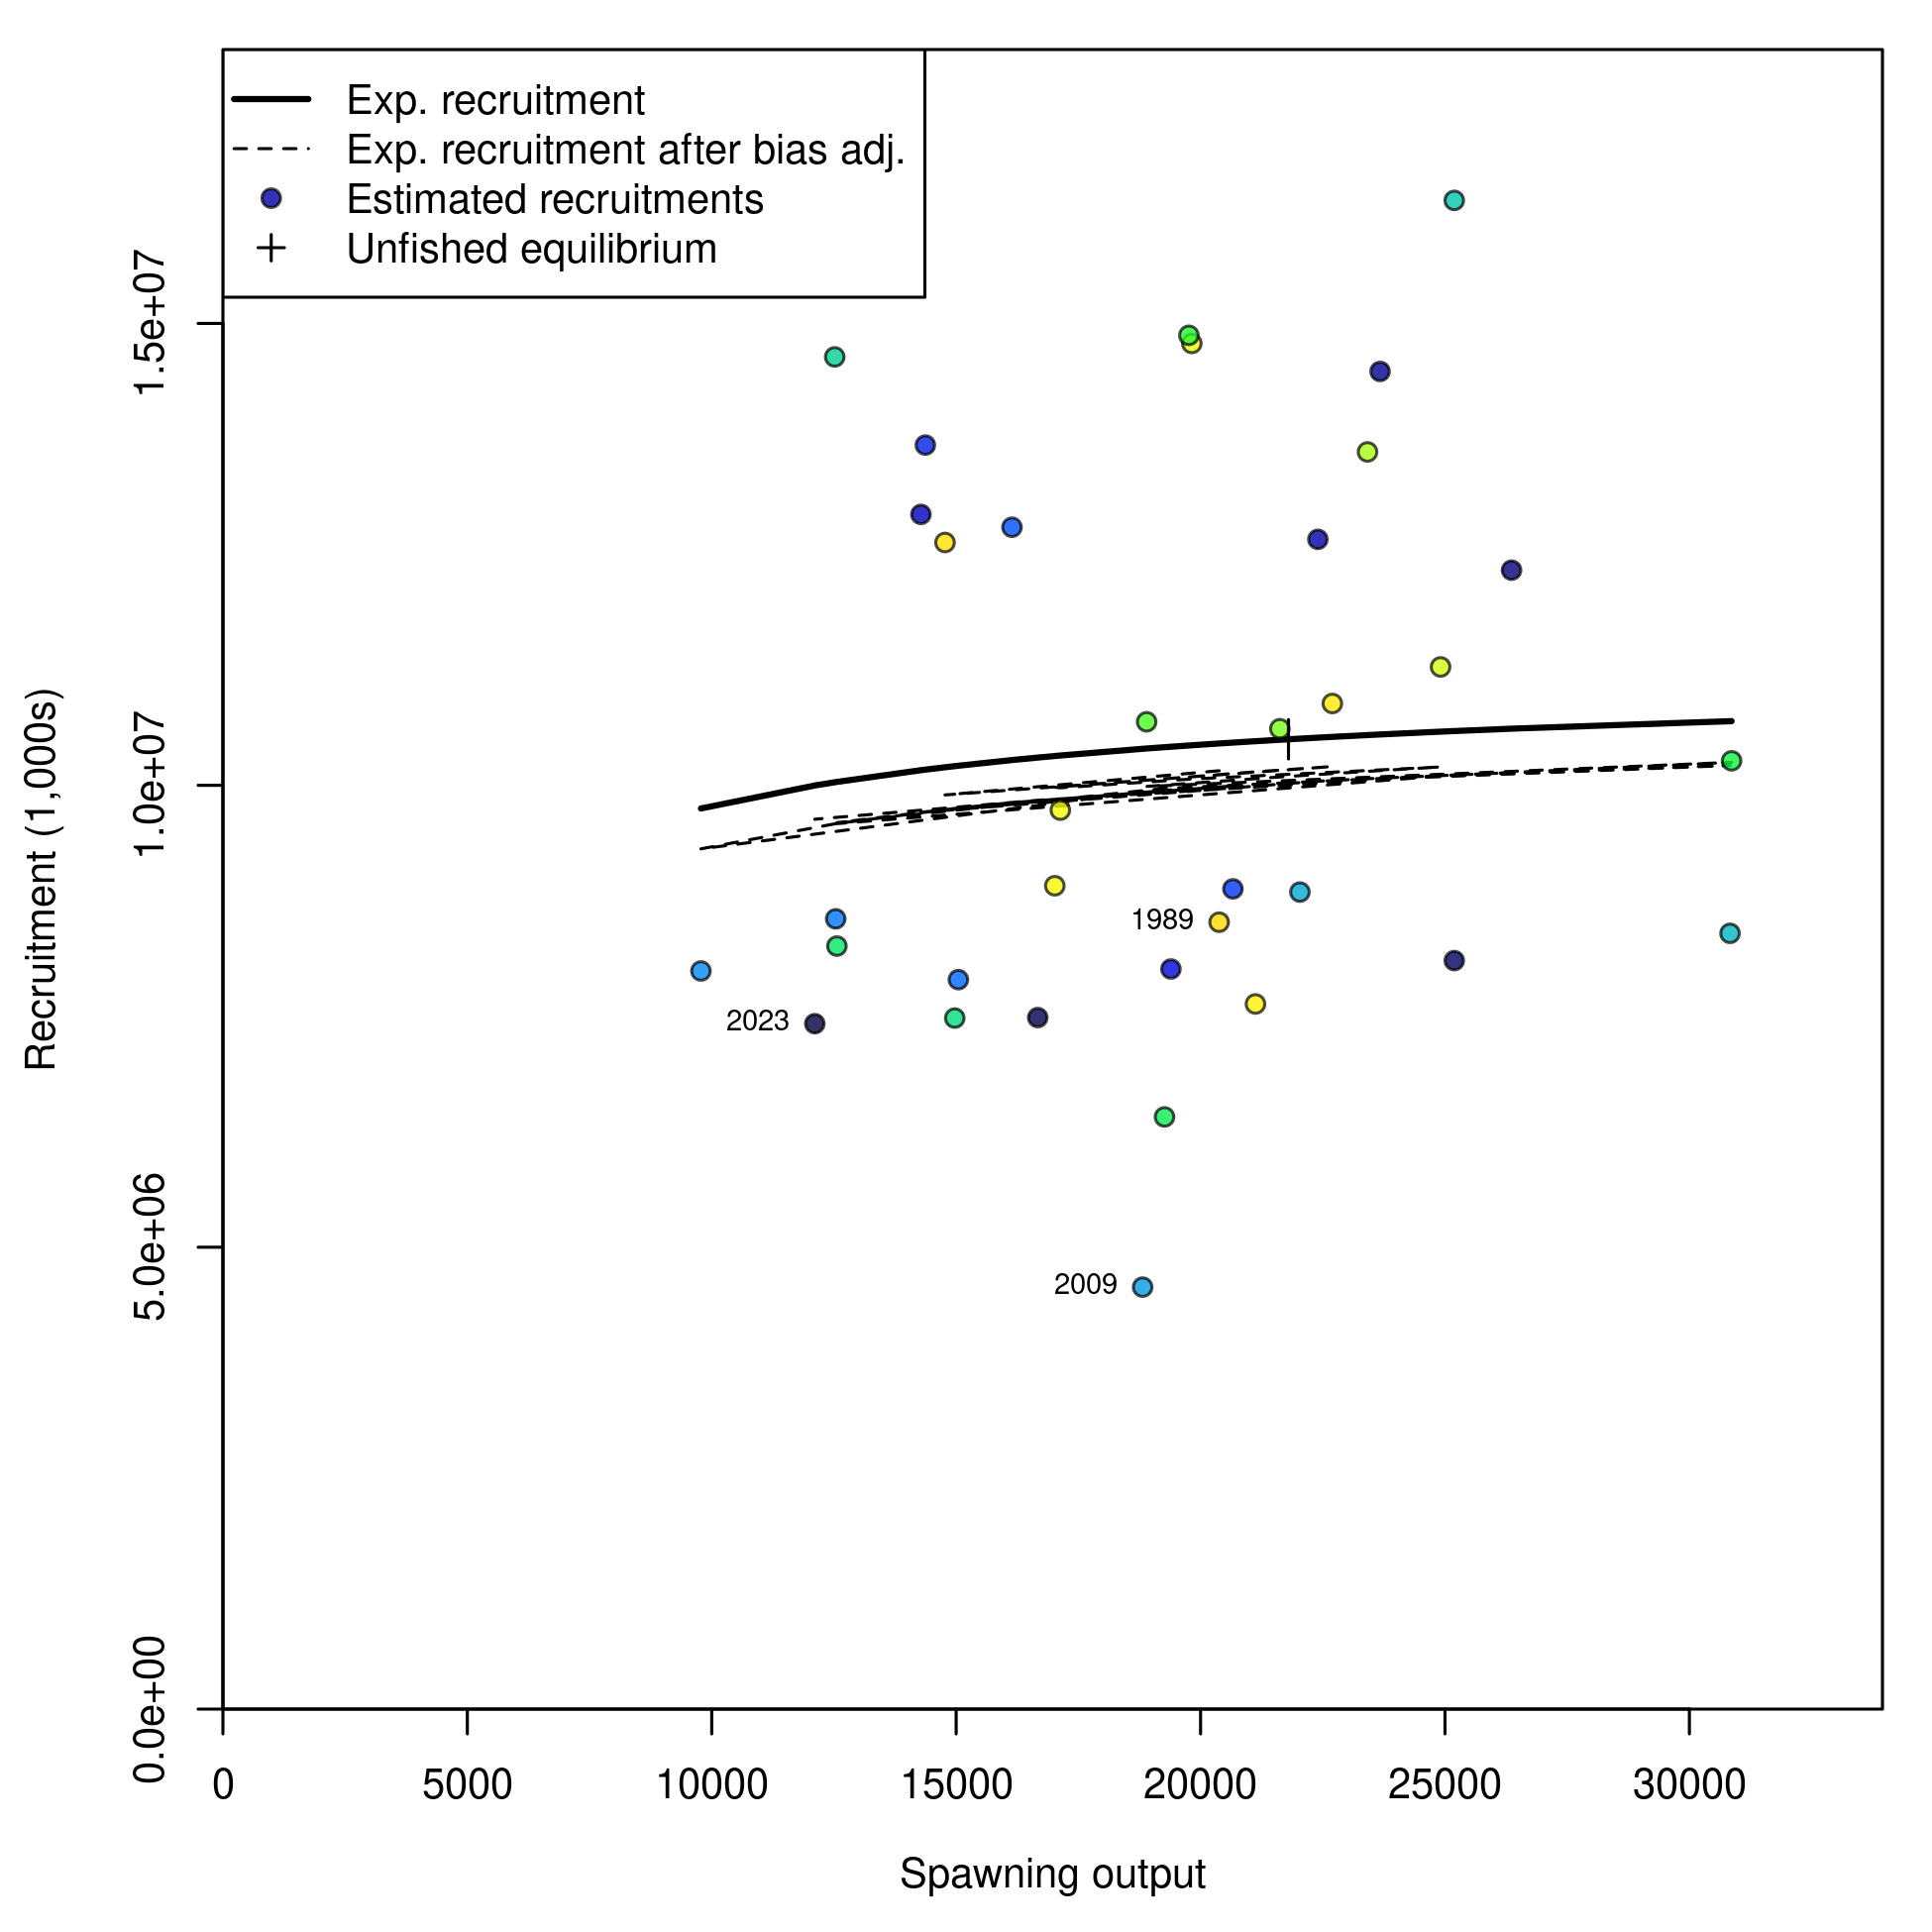 Exp. recruitment
Exp. recruitment after bias adj.
Estimated recruitments
Unfished equilibrium
1.5e+07
1.0e+07
5.0e+06
0.0e+00
Recruitment (1,000s)
1989
2023
2009
0 5000 10000 15000 20000 25000 30000
Spawning output